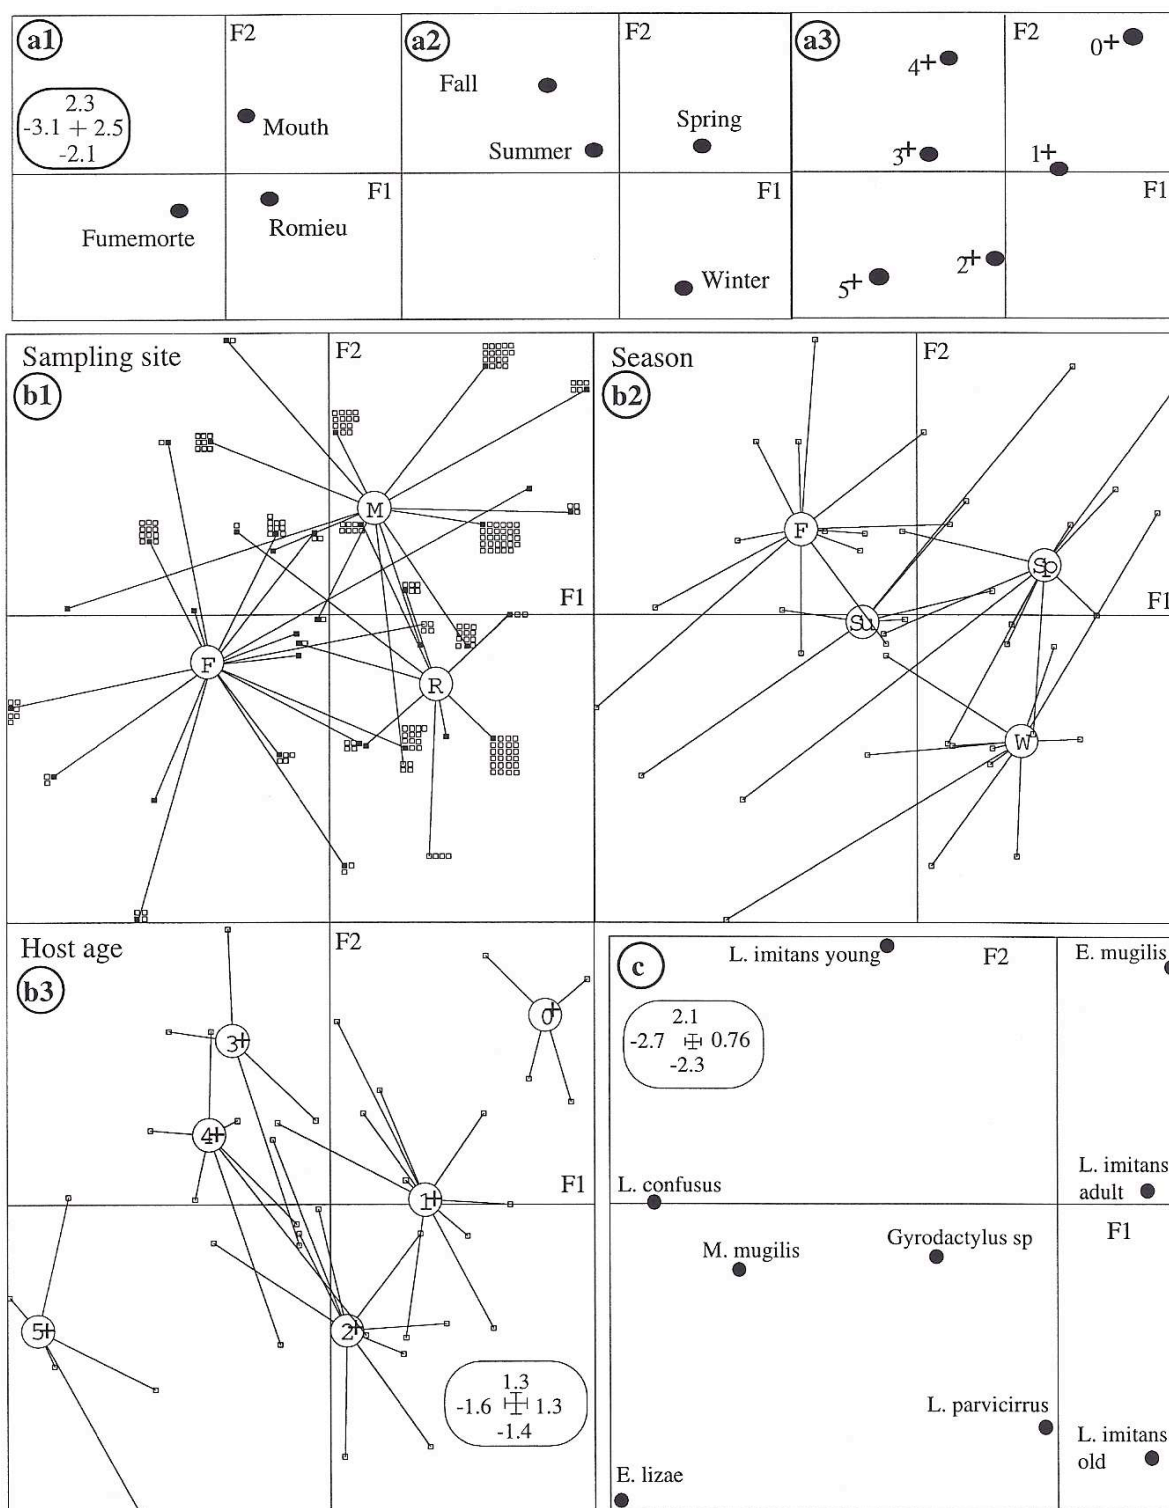 a1
F2
2.3
-3.1 + 2.5
-2.1
Mouth
F1
Fumemorte
Romieu
a2
F2
Fall
Spring
Summer
F1
Winter
a3
F2
0+
4+
3+
1+
F1
2+
5+
Sampling site
F2
b1
M
F1
F
R
Season
F2
b2
F
Sp
F1
Su
W
Host age
F2
b3
0+
3+
4+
F1
1+
5+
2+
1.3
-1.6 1.3
-1.4
c
L. imitans young
F2
E. mugilis
2.1
-2.7 0.76
-2.3
L. imitans
adult
L. confusus
F1
Gyrodactylus sp
M. mugilis
L. parvicirrus
L. imitans
old
E. lizae